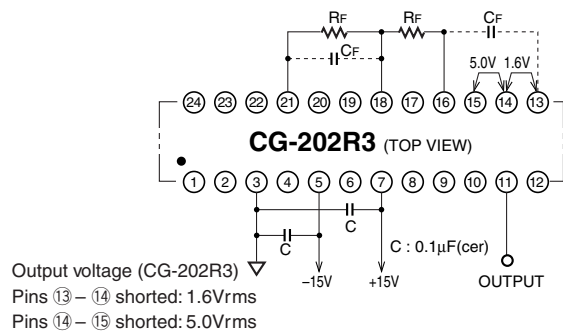 RF RF CF
CF
5.0V 1.6V
24 23 22 21 20 19 18 17 16 15 14 13
CG-202R3 (TOP VIEW)
1 2 3 4 5 6 7 8 9 10 11 12
C
C
C : 0.1μF(cer)
Output voltage (CG-202R3)
−15V +15V OUTPUT
Pins ⑬ – ⑭ shorted: 1.6Vrms
Pins ⑭ – ⑮ shorted: 5.0Vrms